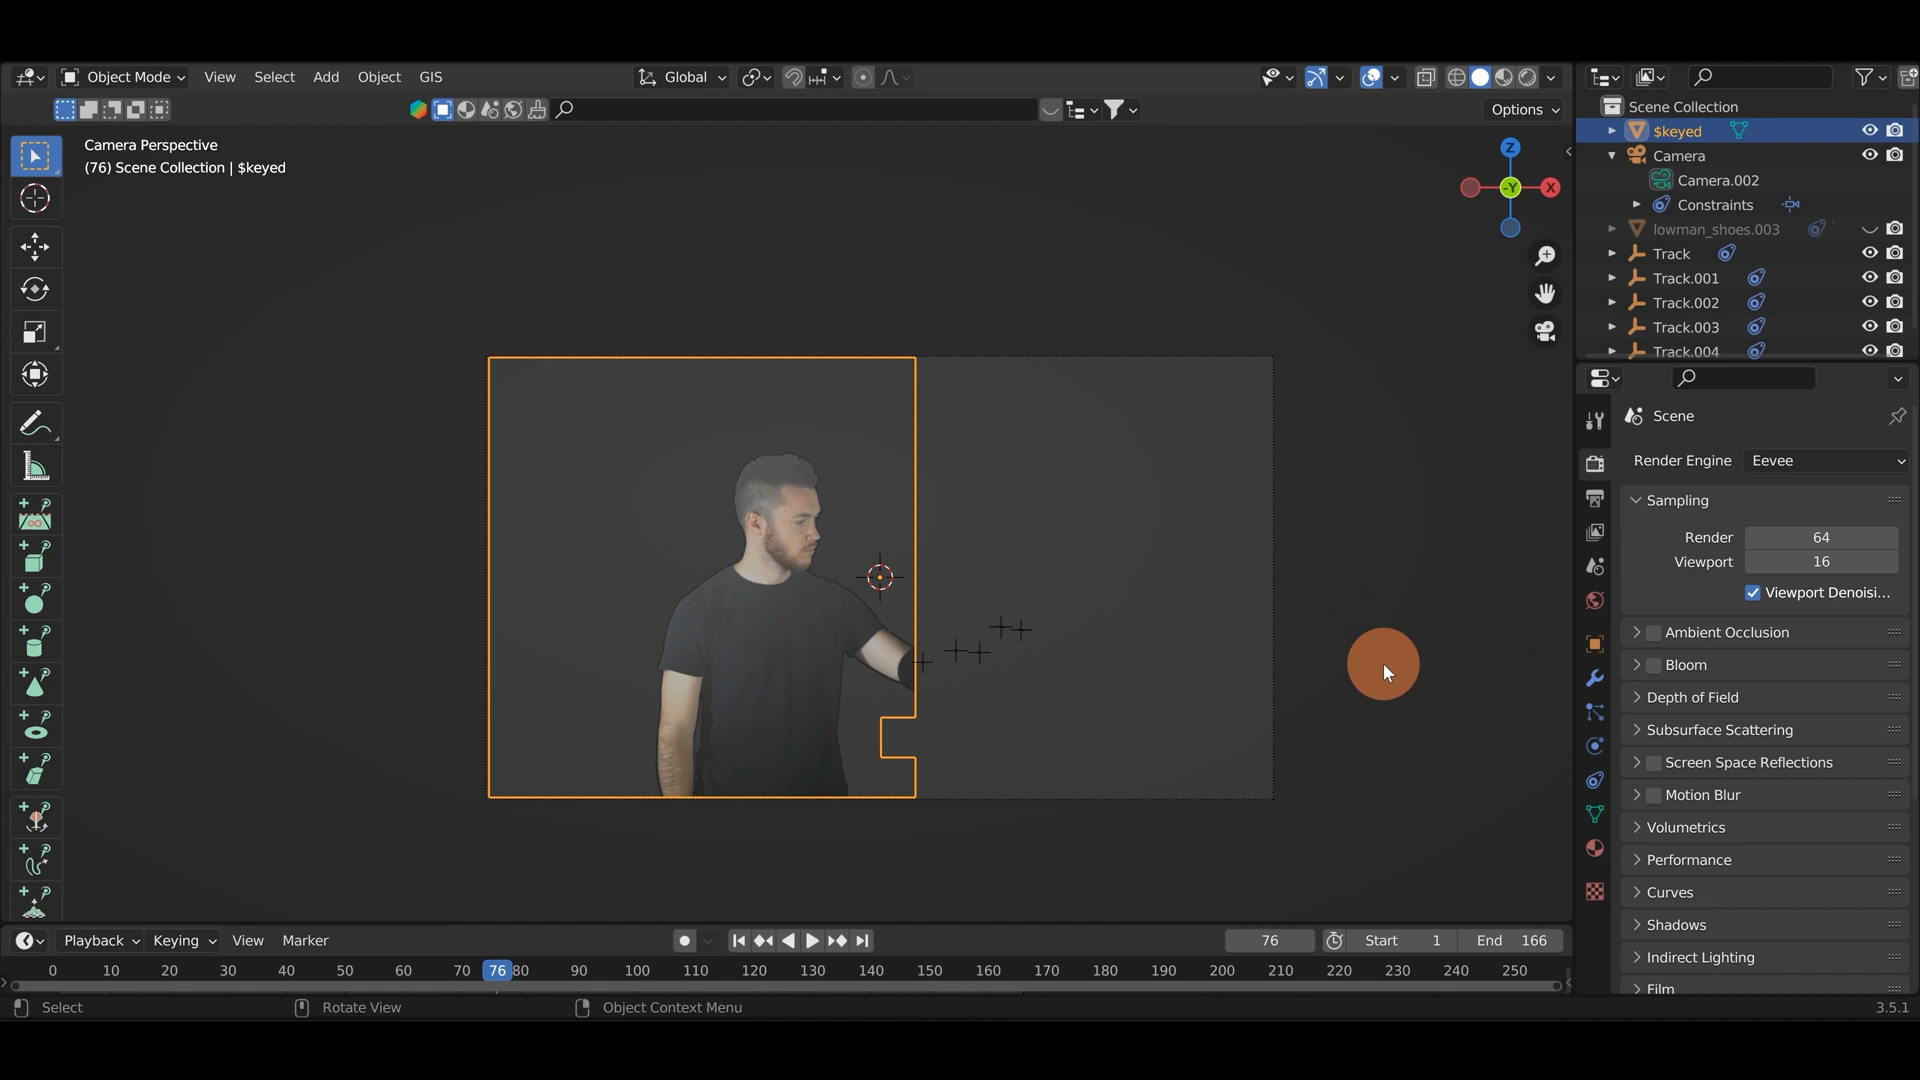 Object Mode View Select Add Object GIS Global
Options
Camera Perspective
(76) Scene Collection | $keyed
Z
-Y X
Scene Collection
$keyed
Camera
Camera.002
Constraints
lowman_shoes.003
Track
Track.001
Track.002
Track.003
Track.004
Scene
Render Engine Eevee
Sampling
Render 64
Viewport 16
Viewport Denoisi...
Ambient Occlusion
Bloom
Depth of Field
Subsurface Scattering
Screen Space Reflections
Motion Blur
Volumetrics
Performance
Curves
Shadows
Indirect Lighting
Film
Playback Keying View Marker 76 Start 1 End 166
0 10 20 30 40 50 60 70 76 80 90 100 110 120 130 140 150 160 170 180 190 200 210 220 230 240 250
Select Rotate View Object Context Menu 3.5.1